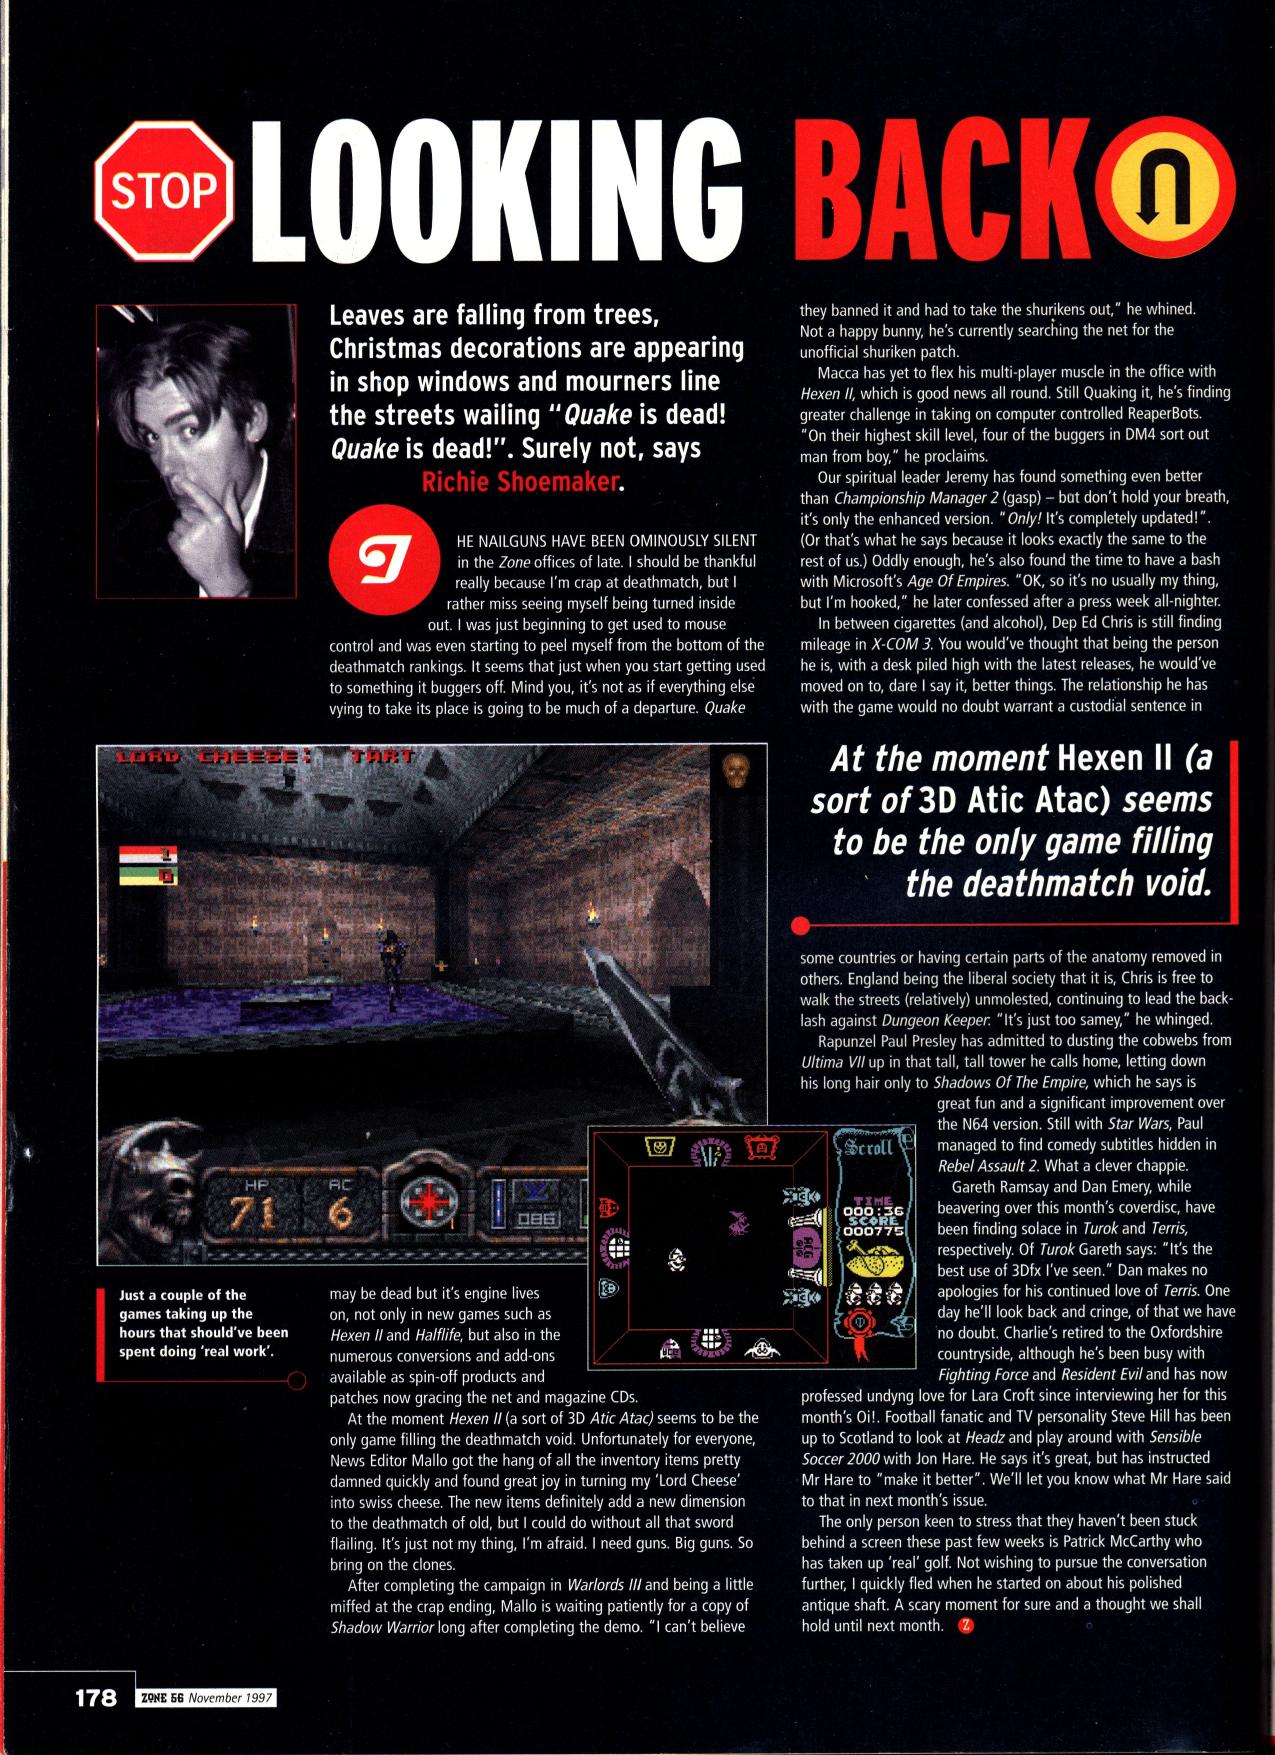 STOP
LOOKING BACK
Leaves are falling from trees,
Christmas decorations are appearing
in shop windows and mourners line
the streets wailing “Quake is dead!
Quake is dead!”. Surely not, says
Richie Shoemaker.
THE NAILGUNS HAVE BEEN OMINOUSLY SILENT
in the Zone offices of late. I should be thankful
really because I’m crap at deathmatch, but I
rather miss seeing myself being turned inside
out. I was just beginning to get used to mouse
control and was even starting to peel myself from the bottom of the
deathmatch rankings. It seems that just when you start getting used
to something it buggers off. Mind you, it’s not as if everything else
vying to take its place is going to be much of a departure. Quake
LORD CHEESE: TART
1
0
HP
71
AC
6
086
Scroll
TIME
000:36
SCORE
000775
ACG
Just a couple of the
games taking up the
hours that should’ve been
spent doing ‘real work’.
may be dead but it’s engine lives
on, not only in new games such as
Hexen II and Halflife, but also in the
numerous conversions and add-ons
available as spin-off products and
patches now gracing the net and magazine CDs.
At the moment Hexen II (a sort of 3D Atic Atac) seems to be the
only game filling the deathmatch void. Unfortunately for everyone,
News Editor Mallo got the hang of all the inventory items pretty
damned quickly and found great joy in turning my ‘Lord Cheese’
into swiss cheese. The new items definitely add a new dimension
to the deathmatch of old, but I could do without all that sword
flailing. It’s just not my thing, I’m afraid. I need guns. Big guns. So
bring on the clones.
After completing the campaign in Warlords III and being a little
miffed at the crap ending, Mallo is waiting patiently for a copy of
Shadow Warrior long after completing the demo. “I can’t believe
they banned it and had to take the shurikens out,” he whined.
Not a happy bunny, he’s currently searching the net for the
unofficial shuriken patch.
Macca has yet to flex his multi-player muscle in the office with
Hexen II, which is good news all round. Still Quaking it, he’s finding
greater challenge in taking on computer controlled ReaperBots.
“On their highest skill level, four of the buggers in DM4 sort out
man from boy,” he proclaims.
Our spiritual leader Jeremy has found something even better
than Championship Manager 2 (gasp) – but don’t hold your breath,
it’s only the enhanced version. “Only! It’s completely updated!”.
(Or that’s what he says because it looks exactly the same to the
rest of us.) Oddly enough, he’s also found the time to have a bash
with Microsoft’s Age Of Empires. “OK, so it’s no usually my thing,
but I’m hooked,” he later confessed after a press week all-nighter.
In between cigarettes (and alcohol), Dep Ed Chris is still finding
mileage in X-COM 3. You would’ve thought that being the person
he is, with a desk piled high with the latest releases, he would’ve
moved on to, dare I say it, better things. The relationship he has
with the game would no doubt warrant a custodial sentence in
At the moment Hexen II (a
sort of 3D Atic Atac) seems
to be the only game filling
the deathmatch void.
some countries or having certain parts of the anatomy removed in
others. England being the liberal society that it is, Chris is free to
walk the streets (relatively) unmolested, continuing to lead the back-
lash against Dungeon Keeper. “It’s just too samey,” he whinged.
Rapunzel Paul Presley has admitted to dusting the cobwebs from
Ultima VII up in that tall, tall tower he calls home, letting down
his long hair only to Shadows Of The Empire, which he says is
great fun and a significant improvement over
the N64 version. Still with Star Wars, Paul
managed to find comedy subtitles hidden in
Rebel Assault 2. What a clever chappie.
Gareth Ramsay and Dan Emery, while
beavering over this month’s coverdisc, have
been finding solace in Turok and Terris,
respectively. Of Turok Gareth says: “It’s the
best use of 3Dfx I’ve seen.” Dan makes no
apologies for his continued love of Terris. One
day he’ll look back and cringe, of that we have
no doubt. Charlie’s retired to the Oxfordshire
countryside, although he’s been busy with
Fighting Force and Resident Evil and has now
professed undyng love for Lara Croft since interviewing her for this
month’s Oi!. Football fanatic and TV personality Steve Hill has been
up to Scotland to look at Headz and play around with Sensible
Soccer 2000 with Jon Hare. He says it’s great, but has instructed
Mr Hare to “make it better”. We’ll let you know what Mr Hare said
to that in next month’s issue.
The only person keen to stress that they haven’t been stuck
behind a screen these past few weeks is Patrick McCarthy who
has taken up ‘real’ golf. Not wishing to pursue the conversation
further, I quickly fled when he started on about his polished
antique shaft. A scary moment for sure and a thought we shall
hold until next month. Z
178 ZONE 56 November 1997